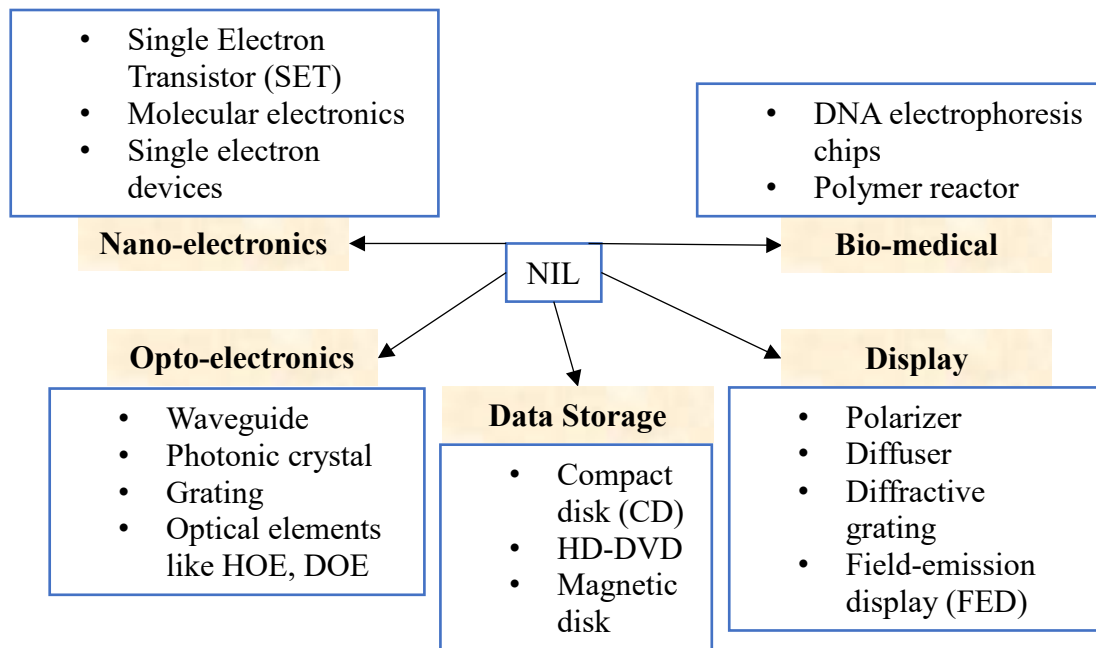 • Single Electron
Transistor (SET)
• Molecular electronics
• Single electron
devices
Nano-electronics
• DNA electrophoresis
chips
• Polymer reactor
Bio-medical
NIL
Opto-electronics
• Waveguide
• Photonic crystal
• Grating
• Optical elements
like HOE, DOE
Data Storage
• Compact
disk (CD)
• HD-DVD
• Magnetic
disk
Display
• Polarizer
• Diffuser
• Diffractive
grating
• Field-emission
display (FED)